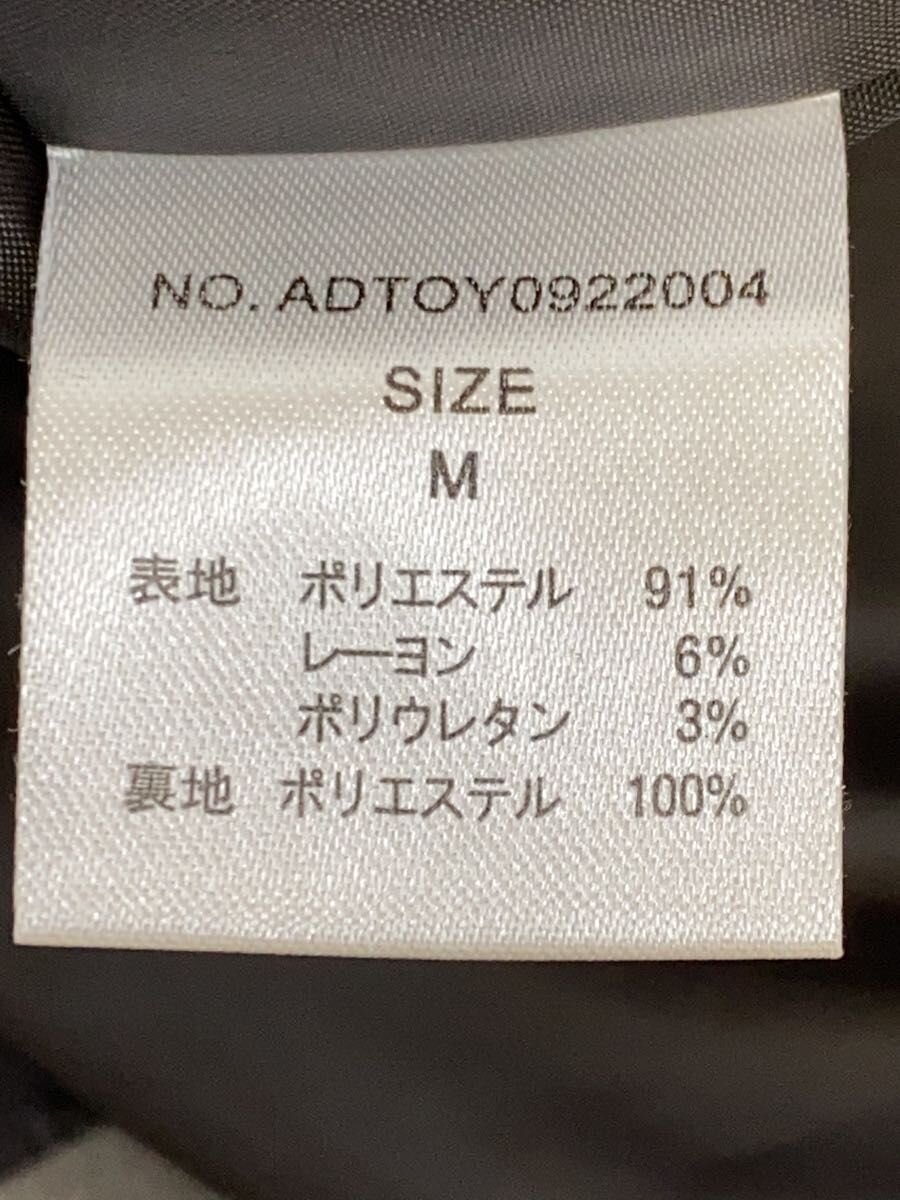 NO. ADTOY0922004
SIZE
M
表地 ポリエステル 91%
レーヨン 6%
ポリウレタン 3%
裏地 ポリエステル 100%